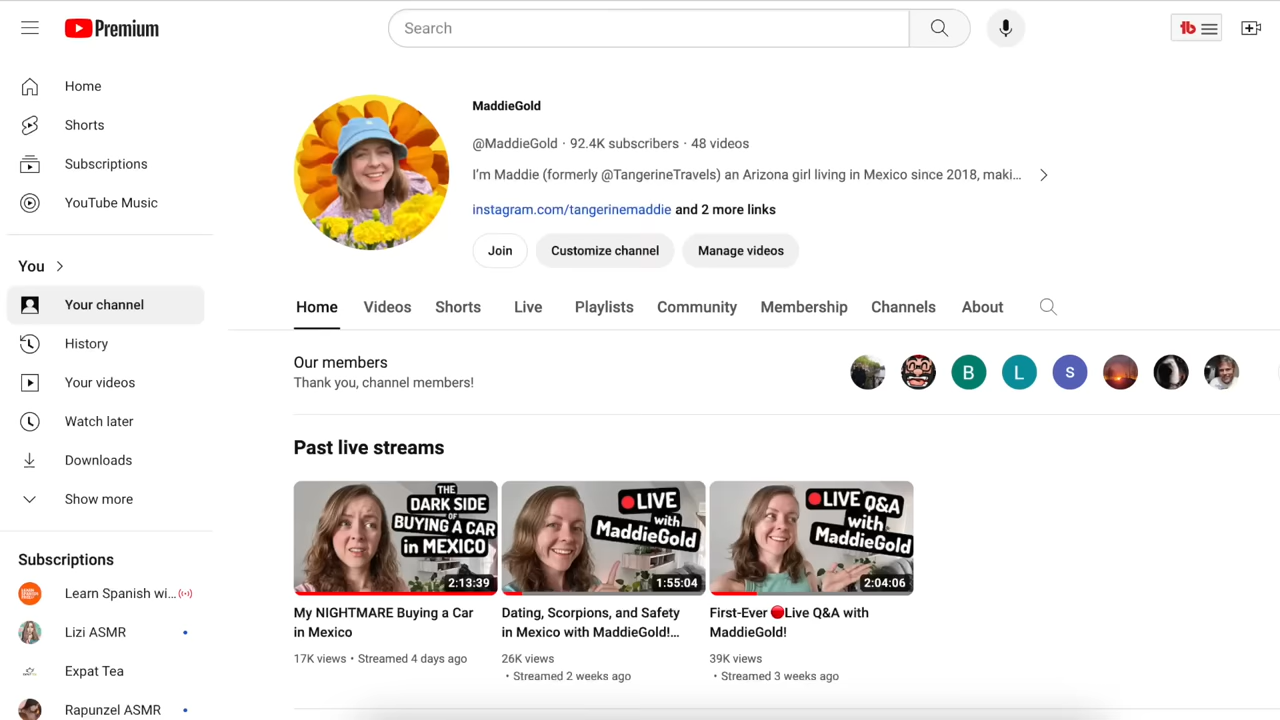 Premium
Search
Home
Shorts
Subscriptions
YouTube Music
You
Your channel
History
Your videos
Watch later
Downloads
Show more
Subscriptions
Learn Spanish wi...
Lizi ASMR
Expat Tea
Rapunzel ASMR
MaddieGold
@MaddieGold · 92.4K subscribers · 48 videos
I'm Maddie (formerly @TangerineTravels) an Arizona girl living in Mexico since 2018, maki...
instagram.com/tangerinemaddie and 2 more links
Join
Customize channel
Manage videos
Home Videos Shorts Live Playlists Community Membership Channels About
Our members
Thank you, channel members!
B L S
Past live streams
THE
DARK SIDE
OF
BUYING A CAR
in MEXICO
2:13:39
My NIGHTMARE Buying a Car
in Mexico
17K views • Streamed 4 days ago
LIVE
with
MaddieGold
1:55:04
Dating, Scorpions, and Safety
in Mexico with MaddieGold!...
26K views
• Streamed 2 weeks ago
LIVE Q&A
with
MaddieGold
2:04:06
First-Ever 🔴Live Q&A with
MaddieGold!
39K views
• Streamed 3 weeks ago